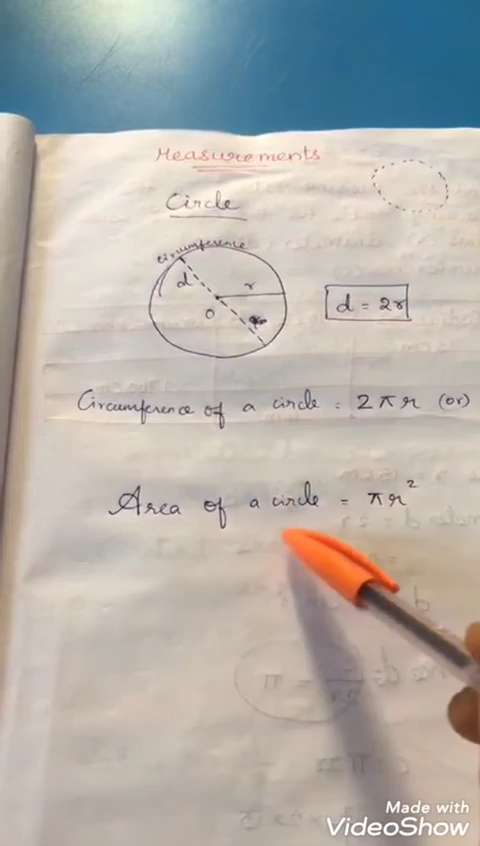 Measurements
Circle
circumference
d
r
O
d = 2r
Circumference of a circle = 2πr (or)
Area of a circle = πr²
Made with
VideoShow